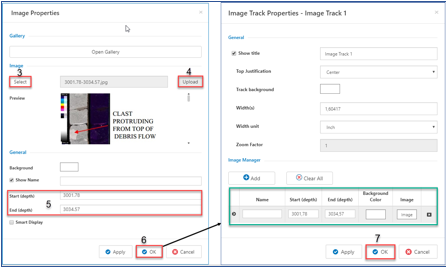 Image Properties
Gallery
Open Gallery
Image
3
4
Select
3001.78-3034.57.jpg
Upload
Preview
CLAST
PROTRUDING
FROM TOP OF
DEBRIS FLOW
General
Background
Show Name
Start (depth)
3001.78
5
End (depth)
3034.57
Smart Display
6
Apply
OK
Cancel
Image Track Properties - Image Track 1
General
Show title
Image Track 1
Top Justification
Center
Track background
Width(s)
1.60417
Width unit
Inch
Zoom Factor
1
Image Manager
Add
Clear All
Name
Start (depth)
End (depth)
Background
Color
Image
3001.78
3034.57
image
7
Apply
OK
Cancel